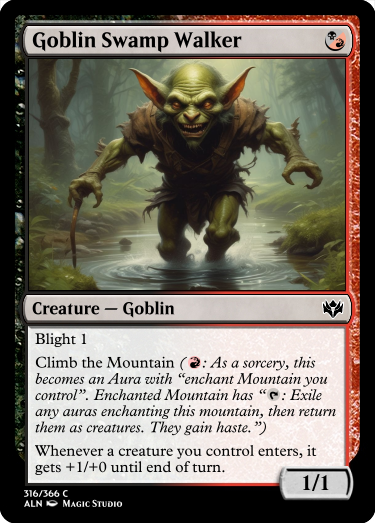 Goblin Swamp Walker
Creature — Goblin
Blight 1
Climb the Mountain (: As a sorcery, this
becomes an Aura with “enchant Mountain you
control”. Enchanted Mountain has “: Exile
any auras enchanting this mountain, then return
them as creatures. They gain haste.”)
Whenever a creature you control enters, it
gets +1/+0 until end of turn.
1/1
316/366 C
ALN Magic Studio